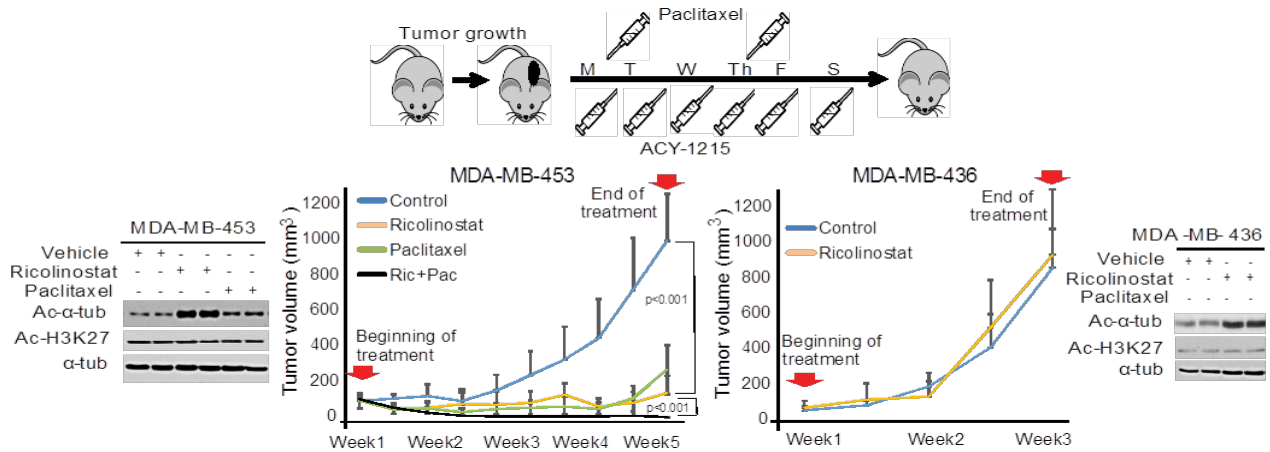 Paclitaxel
Tumor growth
M T W Th F S
ACY-1215
MDA-MB-453
Vehicle + + - - - -
Ricolinostat - - + + - -
Paclitaxel - - - - + +
Ac-α-tub
Ac-H3K27
α-tub
MDA-MB-453
Tumor volume (mm3)
1200
1000
800
600
400
200
0
Control
Ricolinostat
Paclitaxel
Ric+Pac
End of
treatment
Beginning of
treatment
p<0.001
p<0.001
Week1 Week2 Week3 Week4 Week5
MDA-MB-436
Tumor volume (mm3)
1200
1000
800
600
400
200
0
Control
Ricolinostat
End of
treatment
Beginning of
treatment
Week1 Week2 Week3
MDA-MB-436
Vehicle + + - -
Ricolinostat - - + +
Paclitaxel - - - -
Ac-α-tub
Ac-H3K27
α-tub